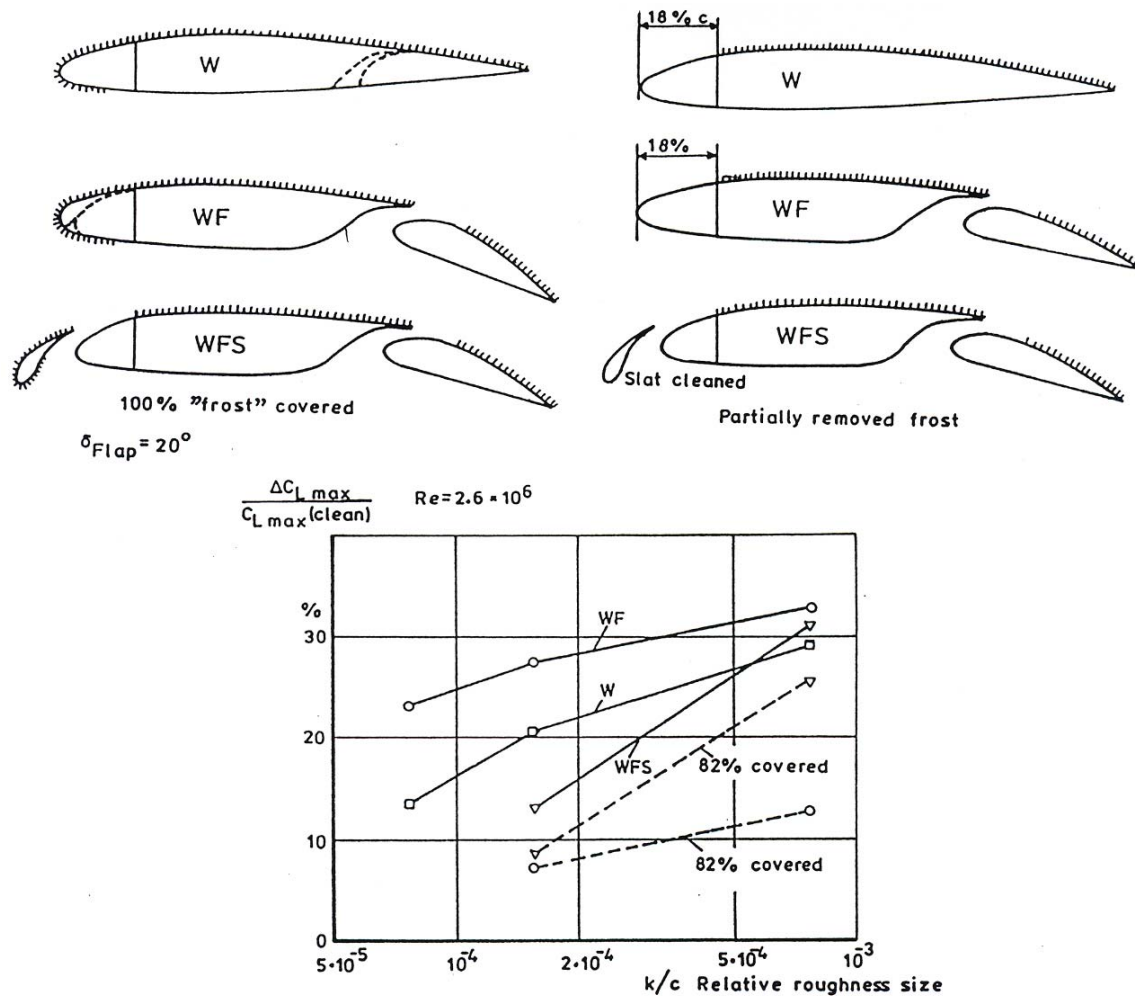 18% c
W
W
18%
WF
WF
WFS
WFS
Slat cleaned
100% "frost" covered
Partially removed frost
δFlap = 20°
ΔCL max
CL max (clean)
Re = 2.6 * 10^6
%
30
20
10
0
WF
W
WFS
82% covered
82% covered
5·10^-5
10^-4
2·10^-4
5·10^-4
10^-3
k/c Relative roughness size